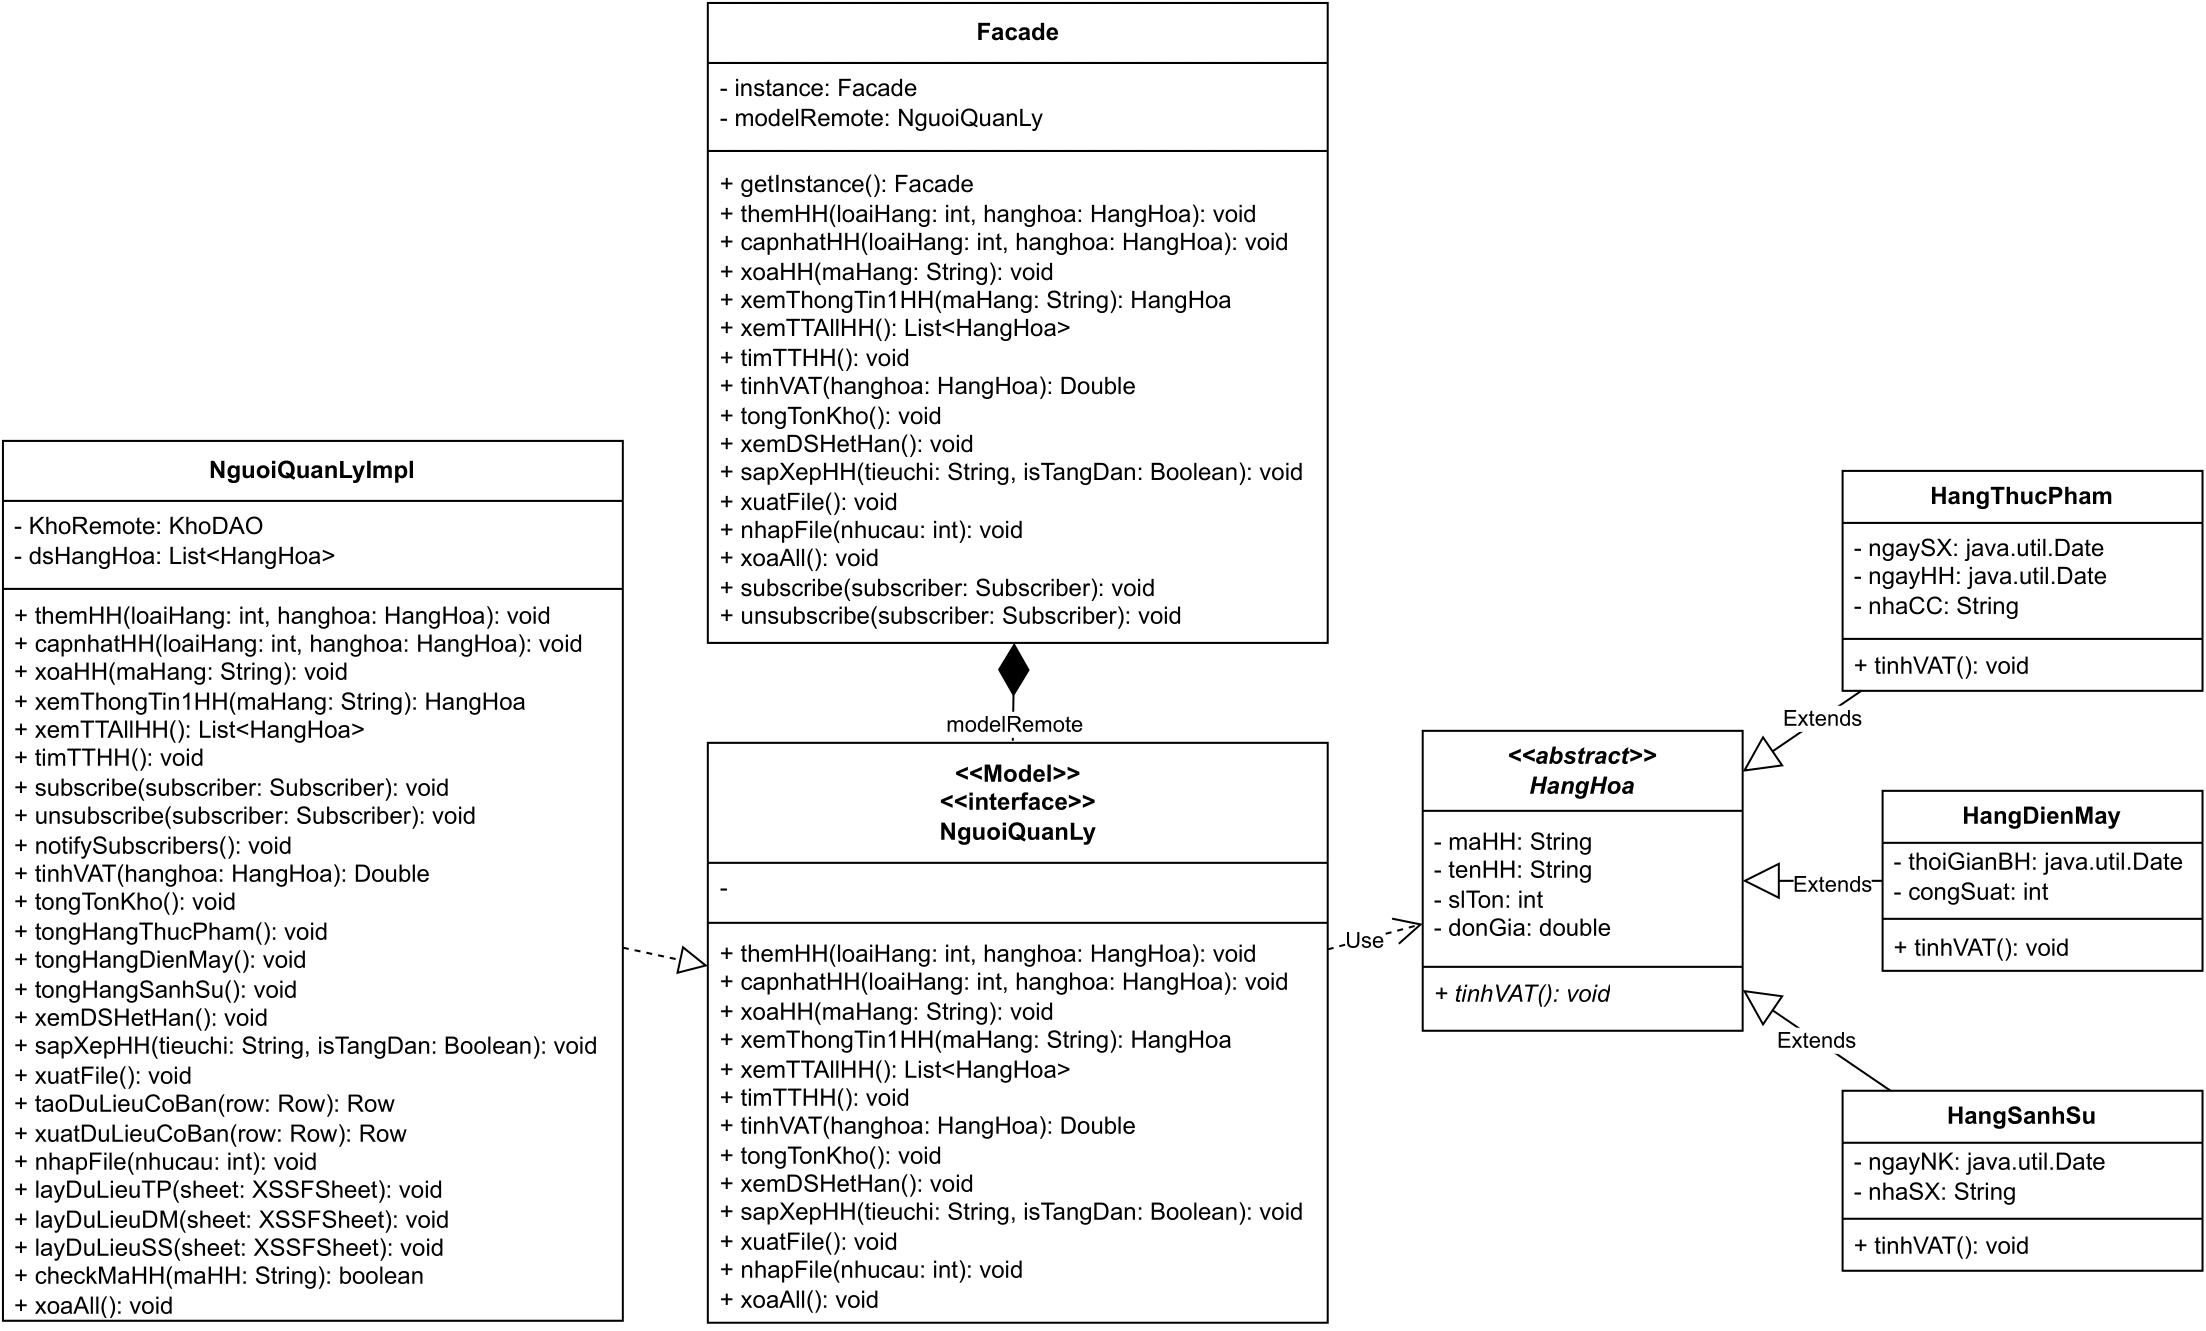 Facade
- instance: Facade
- modelRemote: NguoiQuanLy
+ getInstance(): Facade
+ themHH(loaiHang: int, hanghoa: HangHoa): void
+ capnhatHH(loaiHang: int, hanghoa: HangHoa): void
+ xoaHH(maHang: String): void
+ xemThongTin1HH(maHang: String): HangHoa
+ xemTTAllHH(): List<HangHoa>
+ timTTHH(): void
+ tinhVAT(hanghoa: HangHoa): Double
+ tongTonKho(): void
+ xemDSHetHan(): void
+ sapXepHH(tieuchi: String, isTangDan: Boolean): void
+ xuatFile(): void
+ nhapFile(nhucau: int): void
+ xoaAll(): void
+ subscribe(subscriber: Subscriber): void
+ unsubscribe(subscriber: Subscriber): void
NguoiQuanLyImpl
- KhoRemote: KhoDAO
- dsHangHoa: List<HangHoa>
+ themHH(loaiHang: int, hanghoa: HangHoa): void
+ capnhatHH(loaiHang: int, hanghoa: HangHoa): void
+ xoaHH(maHang: String): void
+ xemThongTin1HH(maHang: String): HangHoa
+ xemTTAllHH(): List<HangHoa>
+ timTTHH(): void
+ subscribe(subscriber: Subscriber): void
+ unsubscribe(subscriber: Subscriber): void
+ notifySubscribers(): void
+ tinhVAT(hanghoa: HangHoa): Double
+ tongTonKho(): void
+ tongHangThucPham(): void
+ tongHangDienMay(): void
+ tongHangSanhSu(): void
+ xemDSHetHan(): void
+ sapXepHH(tieuchi: String, isTangDan: Boolean): void
+ xuatFile(): void
+ taoDuLieuCoBan(row: Row): Row
+ xuatDuLieuCoBan(row: Row): Row
+ nhapFile(nhucau: int): void
+ layDuLieuTP(sheet: XSSFSheet): void
+ layDuLieuDM(sheet: XSSFSheet): void
+ layDuLieuSS(sheet: XSSFSheet): void
+ checkMaHH(maHH: String): boolean
+ xoaAll(): void
modelRemote
<<Model>>
<<interface>>
NguoiQuanLy
-
+ themHH(loaiHang: int, hanghoa: HangHoa): void
+ capnhatHH(loaiHang: int, hanghoa: HangHoa): void
+ xoaHH(maHang: String): void
+ xemThongTin1HH(maHang: String): HangHoa
+ xemTTAllHH(): List<HangHoa>
+ timTTHH(): void
+ tinhVAT(hanghoa: HangHoa): Double
+ tongTonKho(): void
+ xemDSHetHan(): void
+ sapXepHH(tieuchi: String, isTangDan: Boolean): void
+ xuatFile(): void
+ nhapFile(nhucau: int): void
+ xoaAll(): void
Use
<<abstract>>
HangHoa
- maHH: String
- tenHH: String
- slTon: int
- donGia: double
+ tinhVAT(): void
HangThucPham
- ngaySX: java.util.Date
- ngayHH: java.util.Date
- nhaCC: String
+ tinhVAT(): void
Extends
HangDienMay
- thoiGianBH: java.util.Date
- congSuat: int
+ tinhVAT(): void
Extends
Extends
HangSanhSu
- ngayNK: java.util.Date
- nhaSX: String
+ tinhVAT(): void